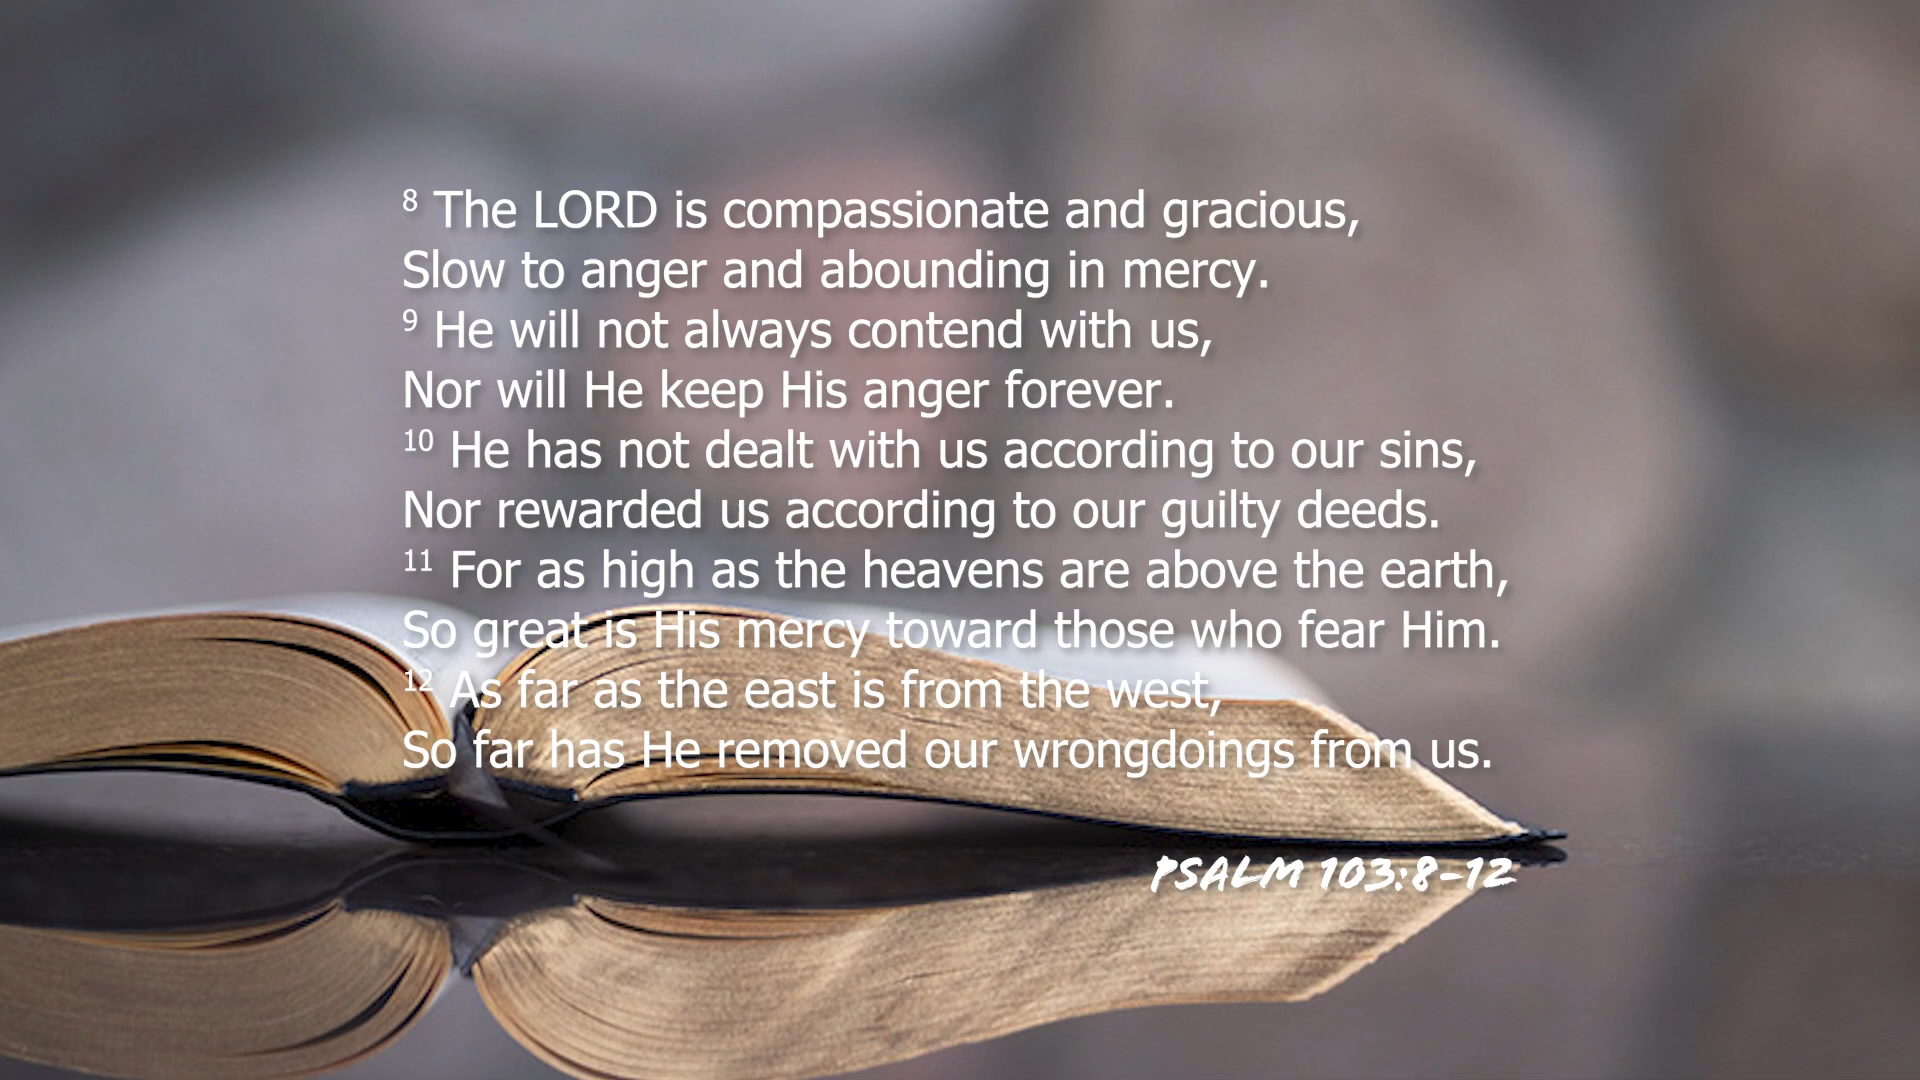 8 The LORD is compassionate and gracious,
Slow to anger and abounding in mercy.
9 He will not always contend with us,
Nor will He keep His anger forever.
10 He has not dealt with us according to our sins,
Nor rewarded us according to our guilty deeds.
11 For as high as the heavens are above the earth,
So great is His mercy toward those who fear Him.
12 As far as the east is from the west,
So far has He removed our wrongdoings from us.
PSALM 103:8-12